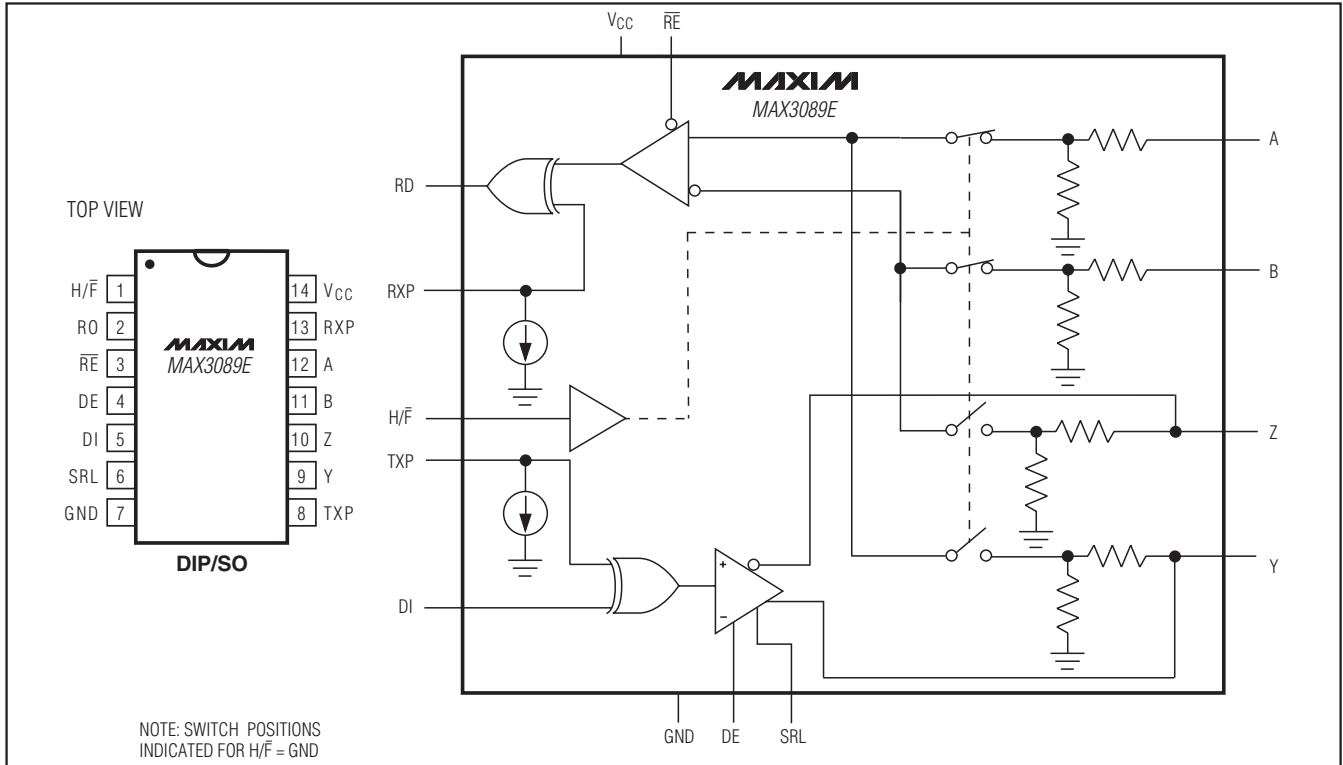 TOP VIEW
H/F̅ 1
RO 2
R̅E̅ 3
DE 4
DI 5
SRL 6
GND 7
14 VCC
13 RXP
12 A
11 B
10 Z
9 Y
8 TXP
MAXIM
MAX3089E
DIP/SO
NOTE: SWITCH POSITIONS
INDICATED FOR H/F̅ = GND
VCC
R̅E̅
MAXIM
MAX3089E
RD
RXP
H/F̅
TXP
DI
+
–
A
B
Z
Y
GND
DE
SRL